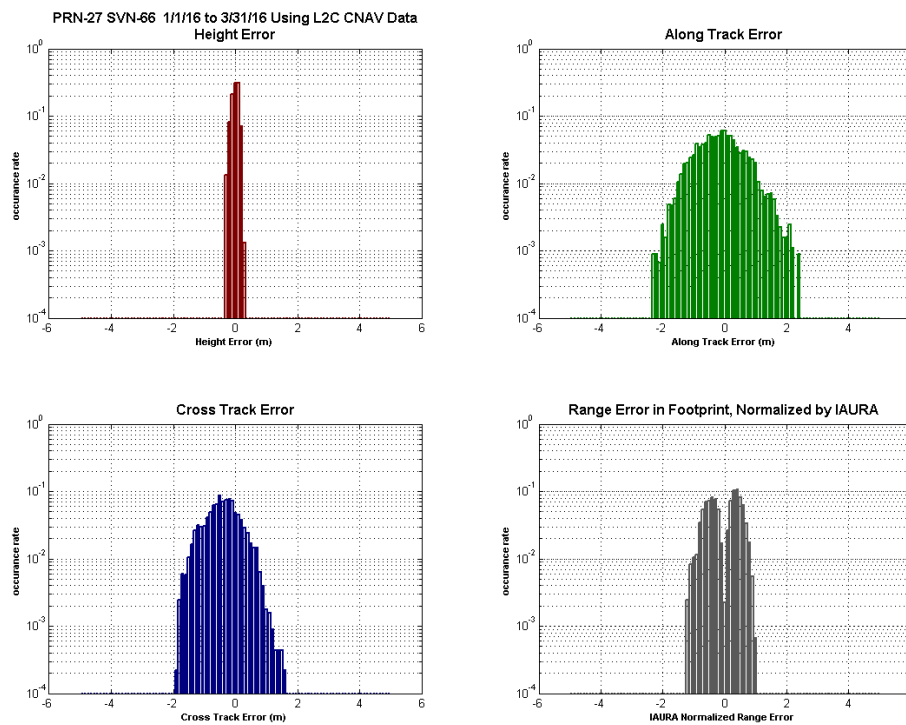 PRN-27 SVN-66 1/1/16 to 3/31/16 Using L2C CNAV Data
Height Error
10^0
10^-1
10^-2
10^-3
10^-4
occurance rate
-6 -4 -2 0 2 4 6
Height Error (m)
Along Track Error
10^0
10^-1
10^-2
10^-3
10^-4
occurance rate
-6 -4 -2 0 2 4 6
Along Track Error (m)
Cross Track Error
10^0
10^-1
10^-2
10^-3
10^-4
occurance rate
-6 -4 -2 0 2 4 6
Cross Track Error (m)
Range Error in Footprint, Normalized by IAURA
10^0
10^-1
10^-2
10^-3
10^-4
occurance rate
-6 -4 -2 0 2 4 6
IAURA Normalized Range Error